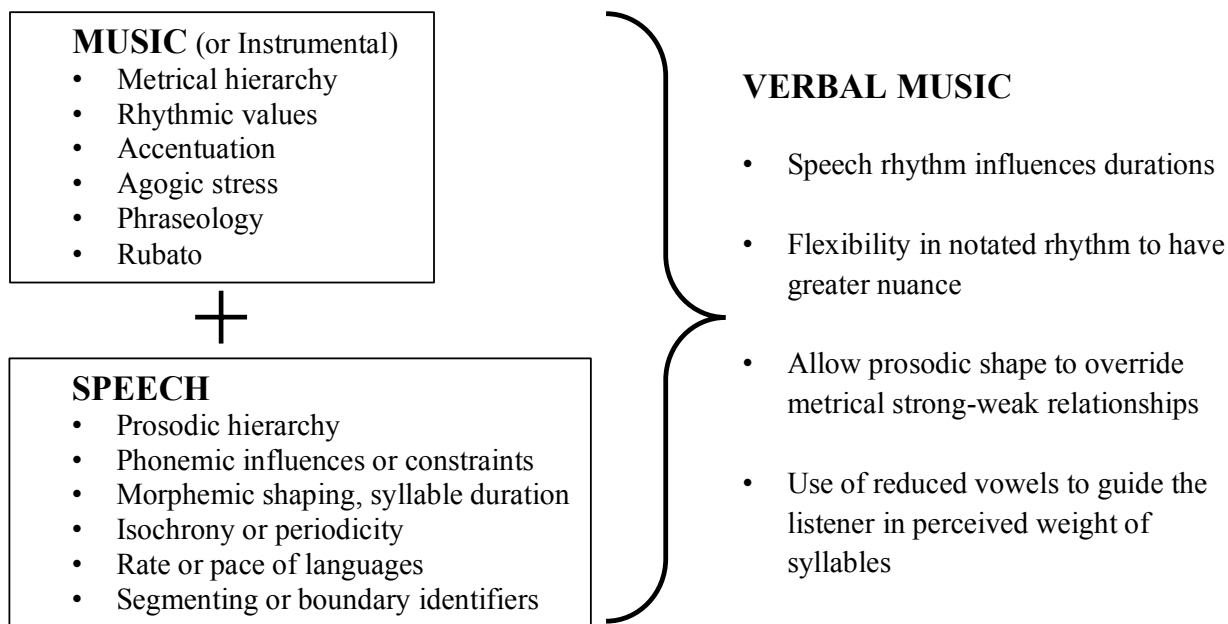 MUSIC (or Instrumental)
• Metrical hierarchy
• Rhythmic values
• Accentuation
• Agogic stress
• Phraseology
• Rubato
+
SPEECH
• Prosodic hierarchy
• Phonemic influences or constraints
• Morphemic shaping, syllable duration
• Isochrony or periodicity
• Rate or pace of languages
• Segmenting or boundary identifiers
VERBAL MUSIC
• Speech rhythm influences durations
• Flexibility in notated rhythm to have
greater nuance
• Allow prosodic shape to override
metrical strong-weak relationships
• Use of reduced vowels to guide the
listener in perceived weight of
syllables